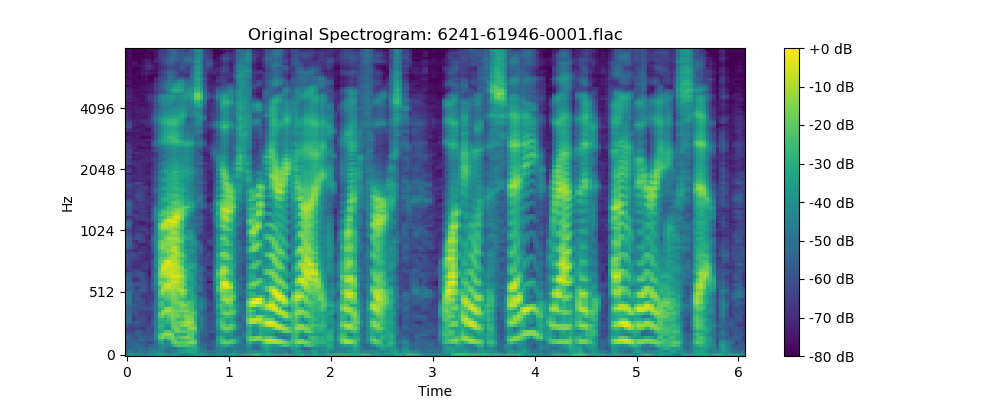 Original Spectrogram: 6241-61946-0001.flac
Hz
4096
2048
1024
512
0
0 1 2 3 4 5 6
Time
+0 dB
-10 dB
-20 dB
-30 dB
-40 dB
-50 dB
-60 dB
-70 dB
-80 dB